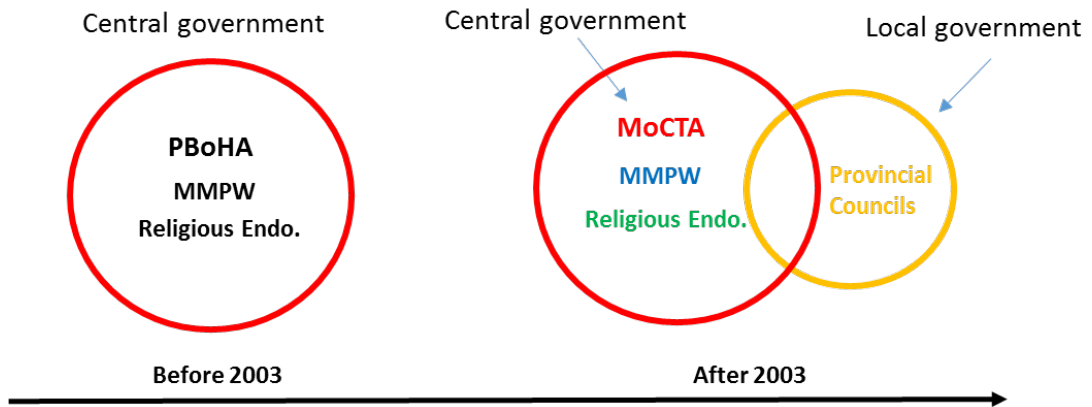 Central government
PBoHA
MMPW
Religious Endo.
Before 2003
Central government
Local government
MoCTA
MMPW
Religious Endo.
Provincial
Councils
After 2003